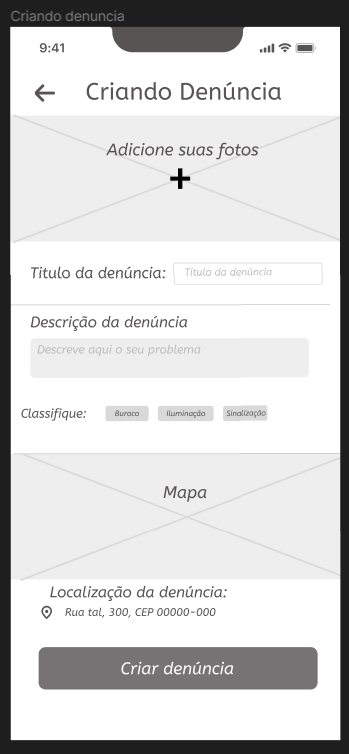 Criando denuncia
9:41
Criando Denúncia
Adicione suas fotos
Titulo da denúncia: Titulo da denúncia
Descrição da denúncia
Descreve aqui o seu problema
Classifique: Buraco Iluminação Sinalização
Mapa
Localização da denúncia:
Rua tal, 300, CEP 00000-000
Criar denúncia